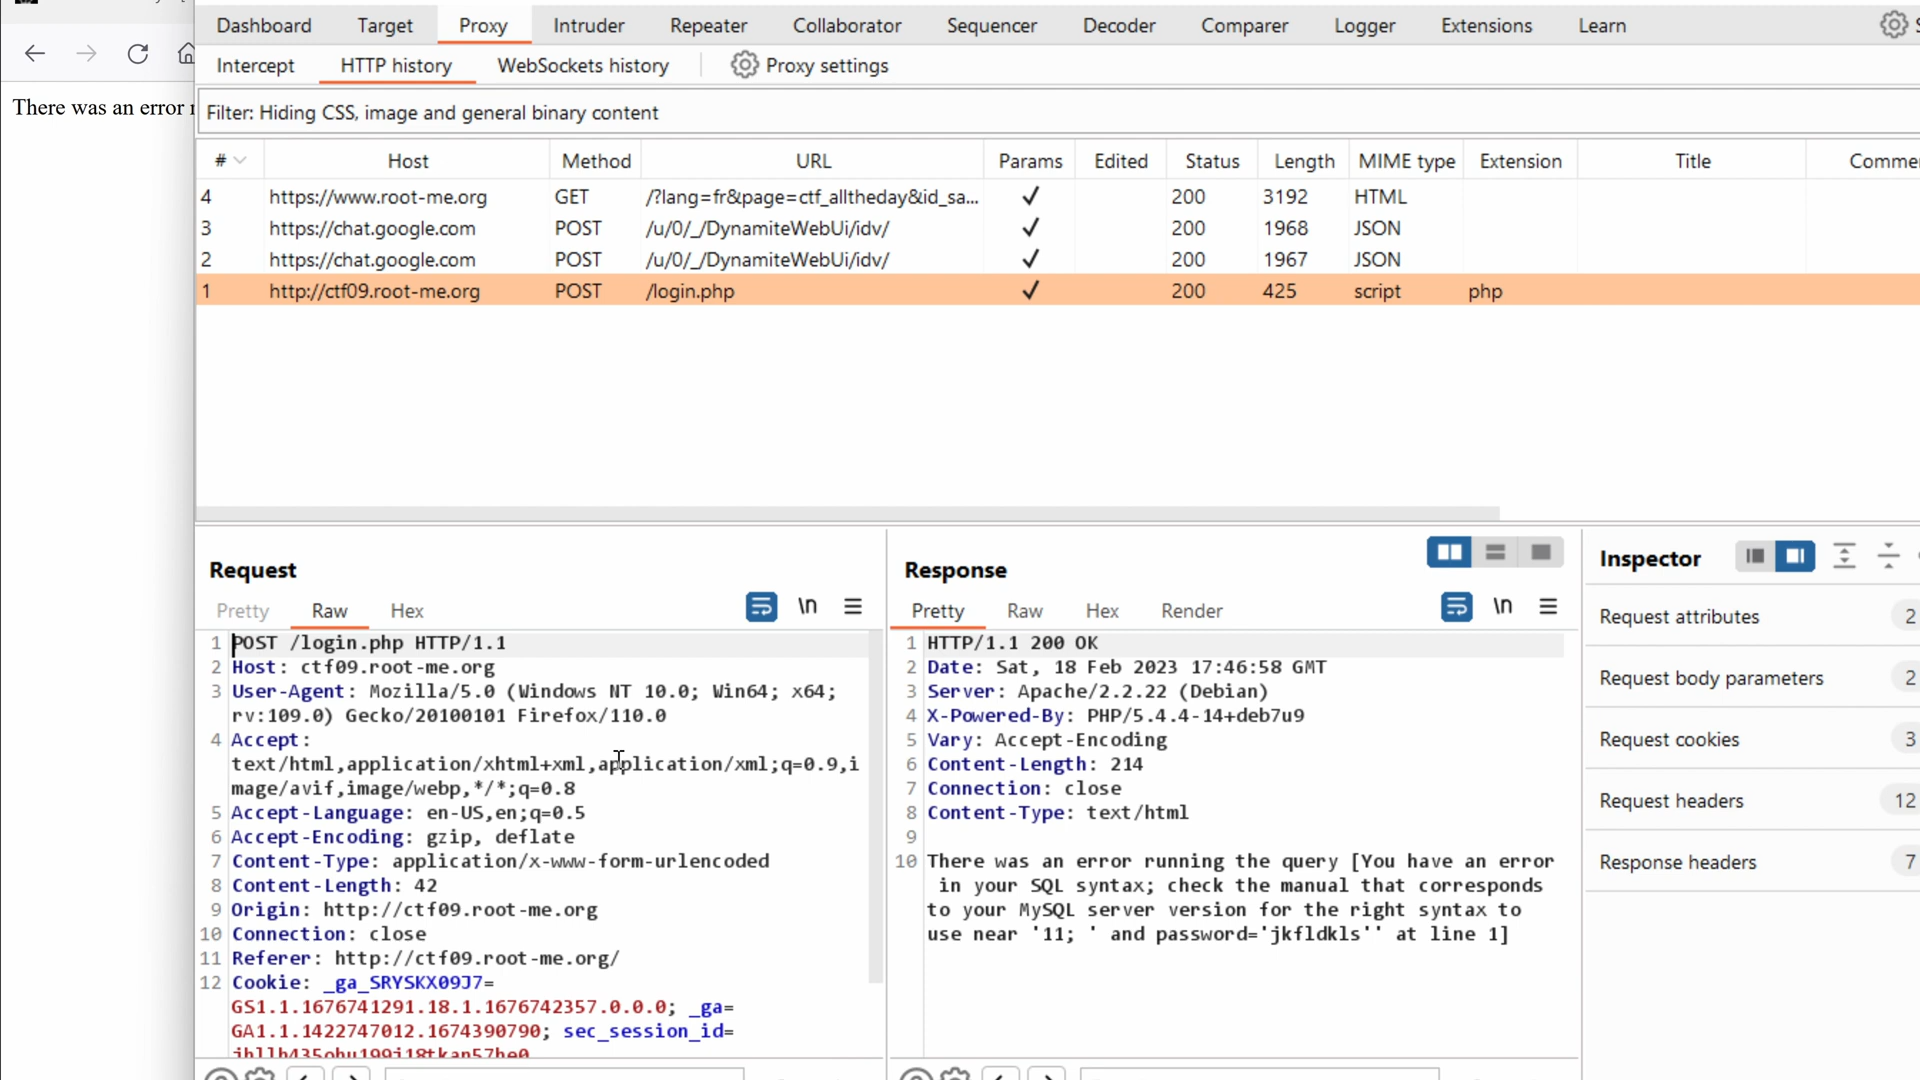 Dashboard Target Proxy Intruder Repeater Collaborator Sequencer Decoder Comparer Logger Extensions Learn
Intercept HTTP history WebSockets history Proxy settings
There was an error
Filter: Hiding CSS, image and general binary content
# Host Method URL Params Edited Status Length MIME type Extension Title
4 https://www.root-me.org GET /?lang=fr&page=ctf_alltheday&id_sa... ✓ 200 3192 HTML
3 https://chat.google.com POST /u/0/_/DynamiteWebUi/idv/ ✓ 200 1968 JSON
2 https://chat.google.com POST /u/0/_/DynamiteWebUi/idv/ ✓ 200 1967 JSON
1 http://ctf09.root-me.org POST /login.php ✓ 200 425 script php
Request
Pretty Raw Hex \n
1 POST /login.php HTTP/1.1
2 Host: ctf09.root-me.org
3 User-Agent: Mozilla/5.0 (Windows NT 10.0; Win64; x64;
rv:109.0) Gecko/20100101 Firefox/110.0
4 Accept:
text/html,application/xhtml+xml,application/xml;q=0.9,i
mage/avif,image/webp,*/*;q=0.8
5 Accept-Language: en-US,en;q=0.5
6 Accept-Encoding: gzip, deflate
7 Content-Type: application/x-www-form-urlencoded
8 Content-Length: 42
9 Origin: http://ctf09.root-me.org
10 Connection: close
11 Referer: http://ctf09.root-me.org/
12 Cookie: _ga_SRYSKX09J7=
GS1.1.1676741291.18.1.1676742357.0.0.0; _ga=
GA1.1.1422747012.1674390790; sec_session_id=
Response
Pretty Raw Hex Render \n
1 HTTP/1.1 200 OK
2 Date: Sat, 18 Feb 2023 17:46:58 GMT
3 Server: Apache/2.2.22 (Debian)
4 X-Powered-By: PHP/5.4.4-14+deb7u9
5 Vary: Accept-Encoding
6 Content-Length: 214
7 Connection: close
8 Content-Type: text/html
9
10 There was an error running the query [You have an error
in your SQL syntax; check the manual that corresponds
to your MySQL server version for the right syntax to
use near '11; ' and password='jkfldkls'' at line 1]
Inspector
Request attributes 2
Request body parameters 2
Request cookies 3
Request headers 12
Response headers 7